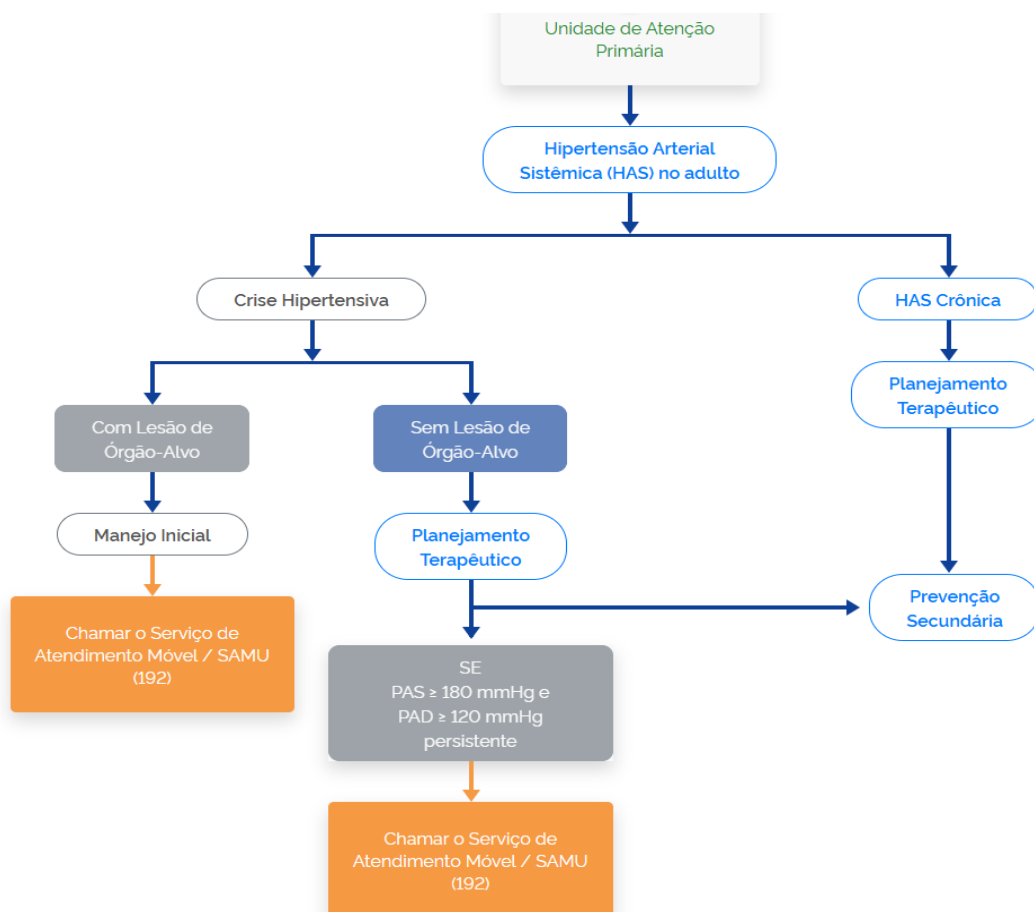 Unidade de Atenção
Primária
Hipertensão Arterial
Sistêmica (HAS) no adulto
Crise Hipertensiva
HAS Crônica
Planejamento
Terapêutico
Com Lesão de
Órgão-Alvo
Sem Lesão de
Órgão-Alvo
Manejo Inicial
Planejamento
Terapêutico
Prevenção
Secundária
Chamar o Serviço de
Atendimento Móvel / SAMU
(192)
SE
PAS ≥ 180 mmHg e
PAD ≥ 120 mmHg
persistente
Chamar o Serviço de
Atendimento Móvel / SAMU
(192)